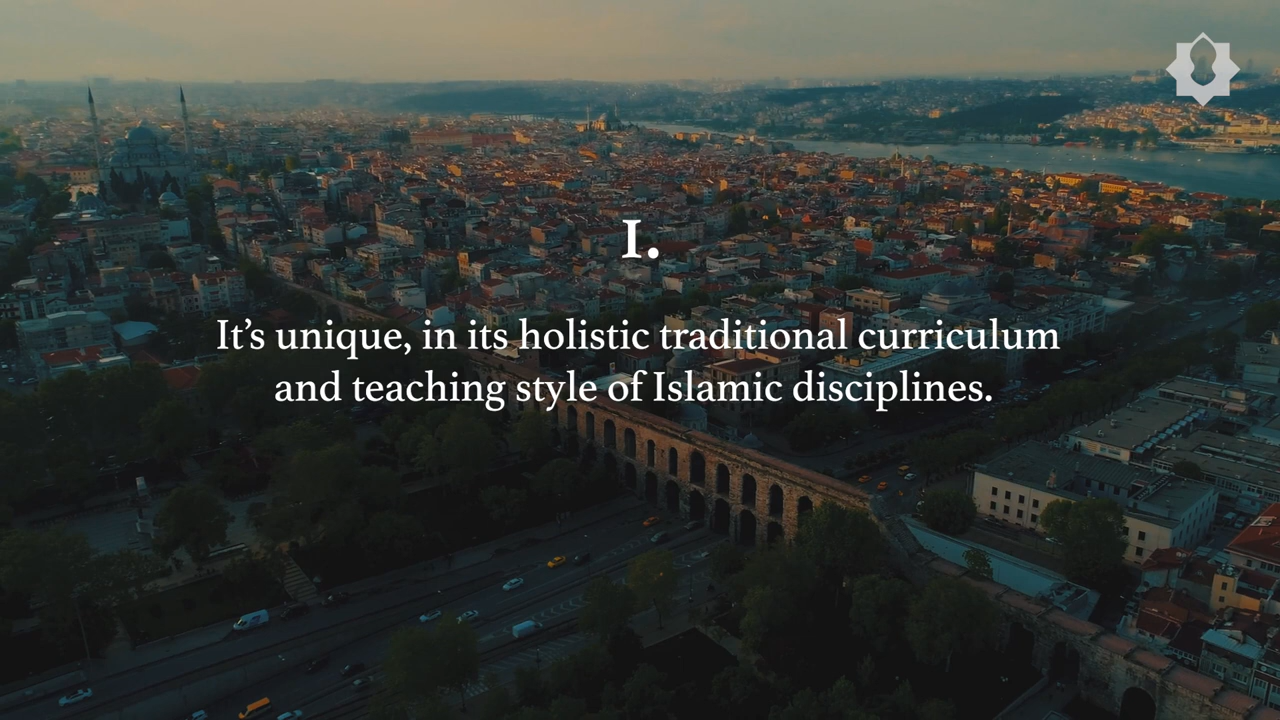 I.
It’s unique, in its holistic traditional curriculum
and teaching style of Islamic disciplines.